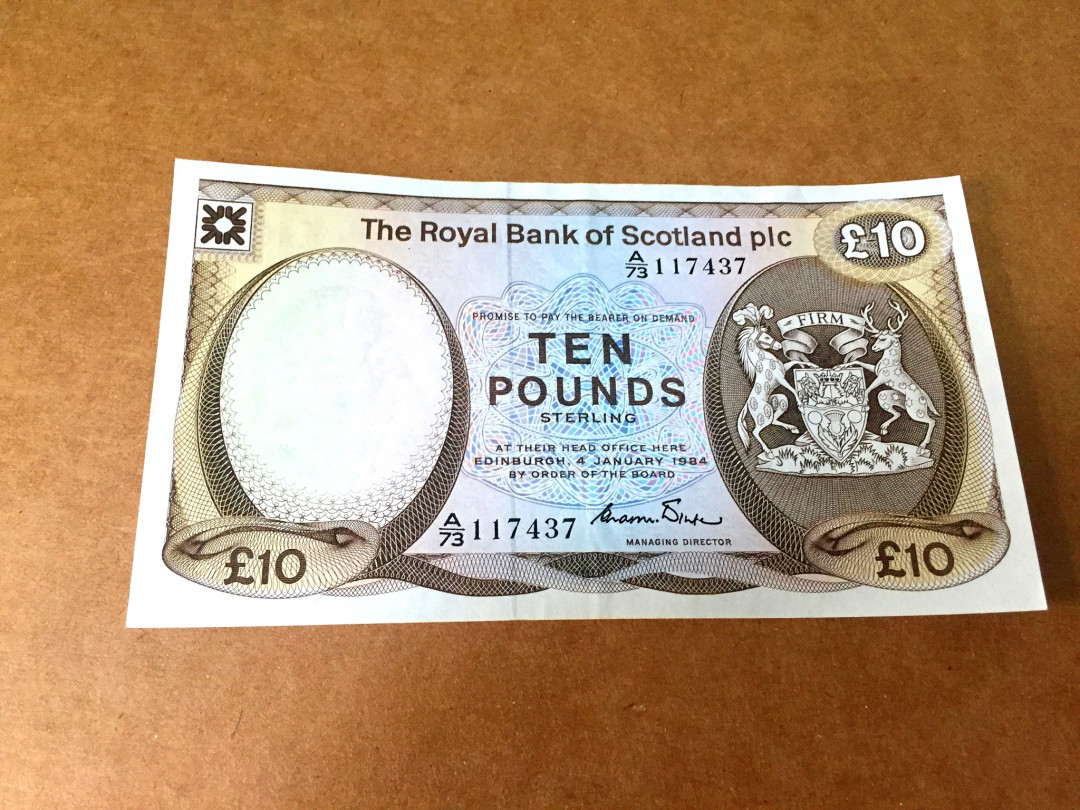 The Royal Bank of Scotland plc
£10
A/73 117437
PROMISE TO PAY THE BEARER ON DEMAND
FIRM
TEN
POUNDS
STERLING
AT THEIR HEAD OFFICE HERE
EDINBURGH, 4 JANUARY 1984
BY ORDER OF THE BOARD
A/73 117437
MANAGING DIRECTOR
£10
£10